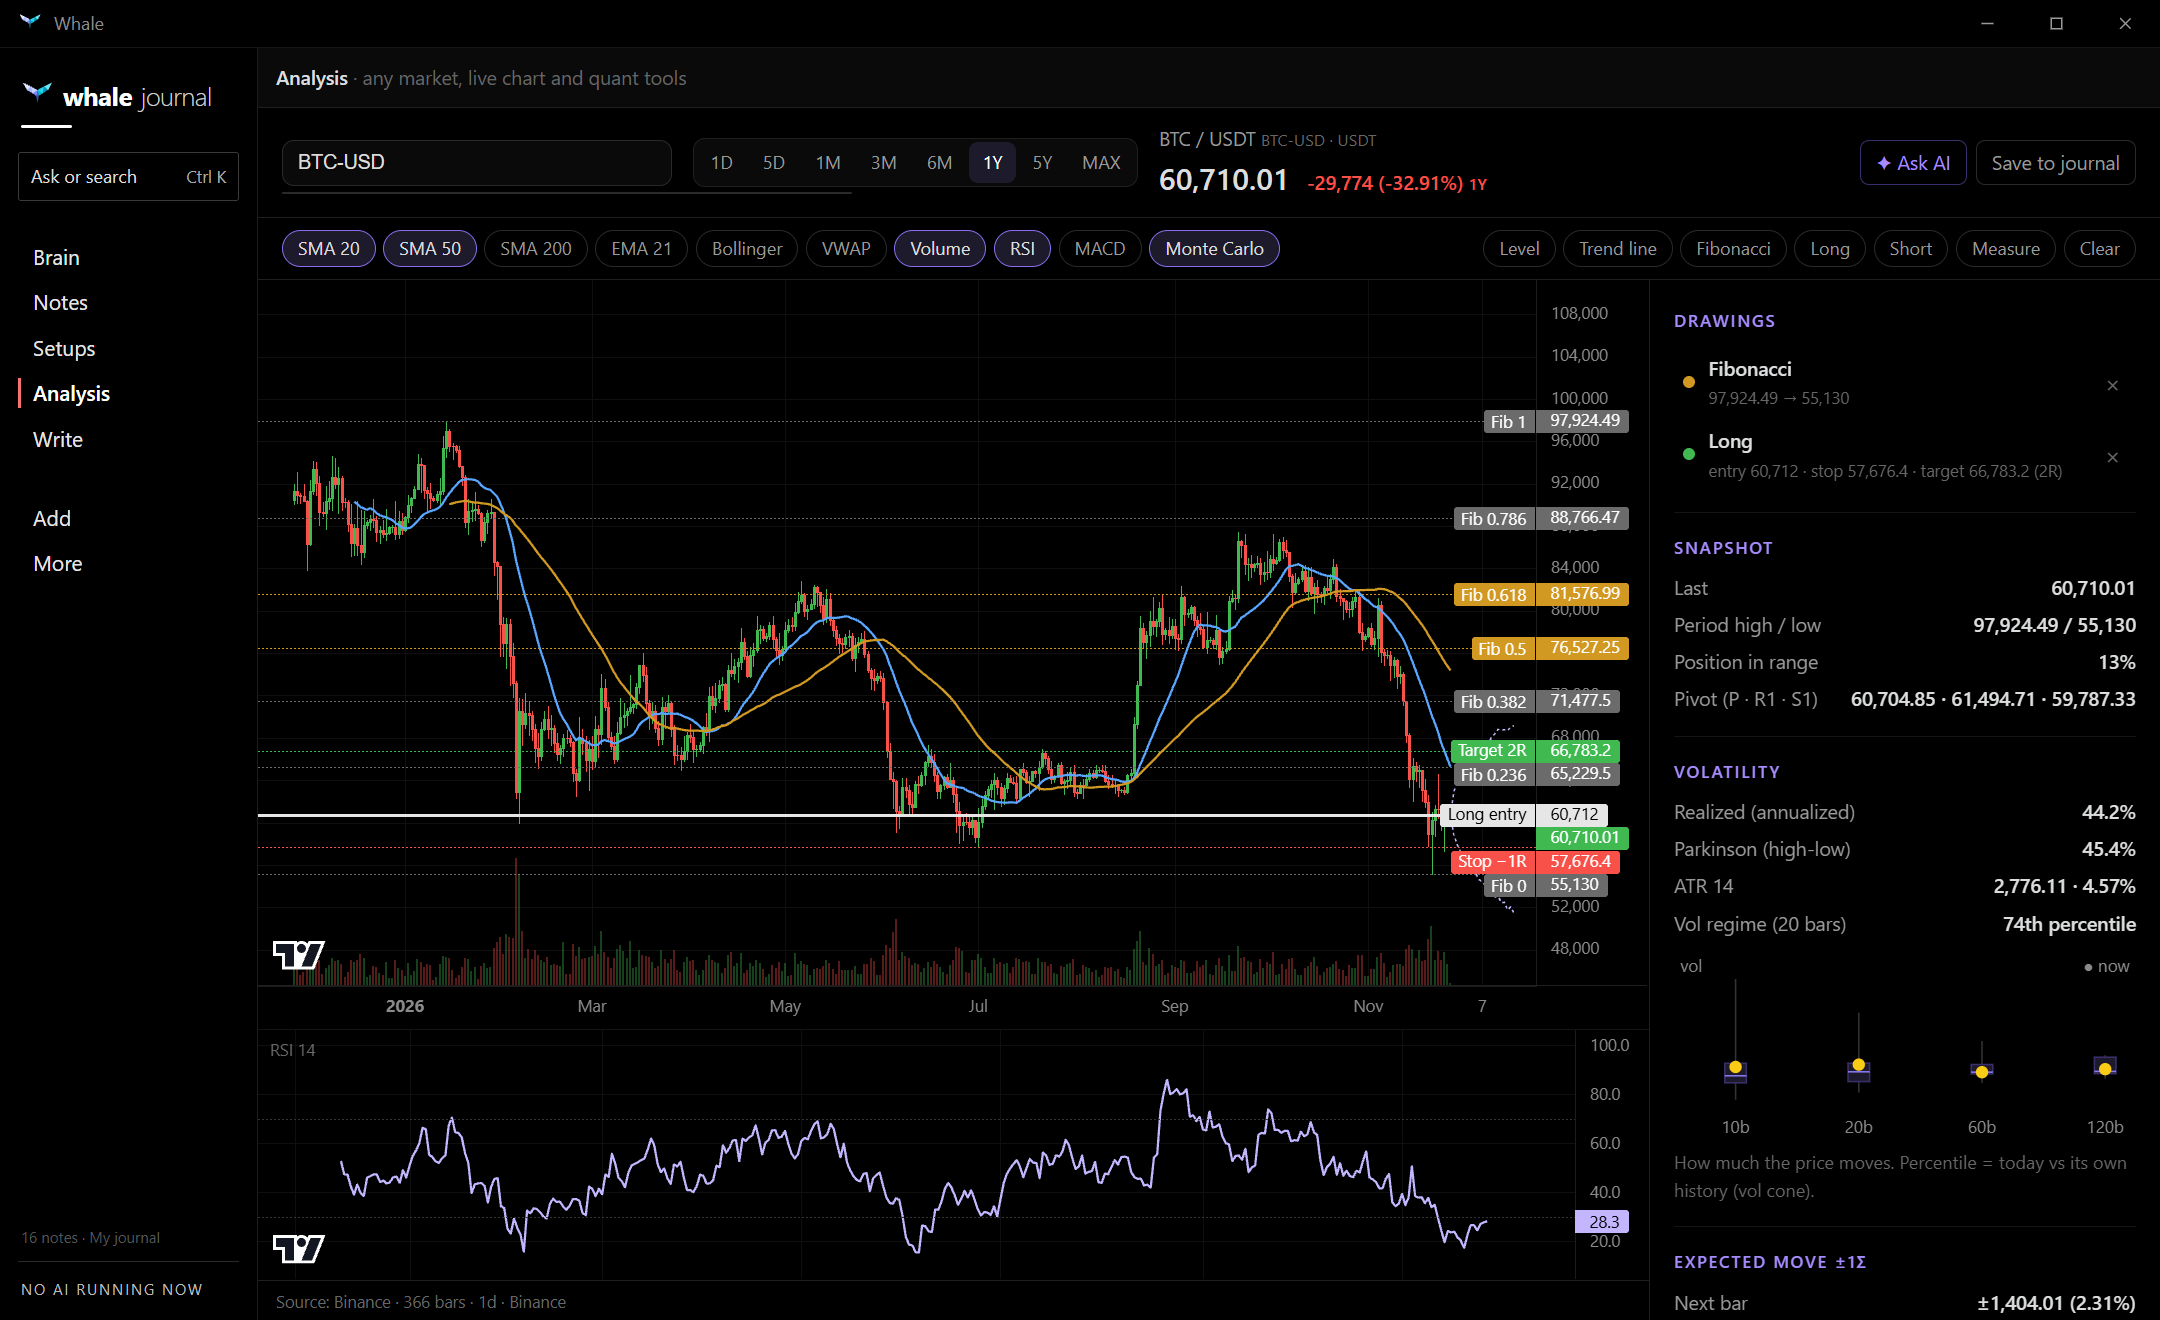 Whale
whale journal
Ask or search Ctrl K
Brain
Notes
Setups
Analysis
Write
Add
More
16 notes · My journal
NO AI RUNNING NOW
Analysis · any market, live chart and quant tools
BTC-USD
1D 5D 1M 3M 6M 1Y 5Y MAX
BTC / USDT BTC-USD · USDT
60,710.01 -29,774 (-32.91%) 1Y
✦ Ask AI
Save to journal
SMA 20 SMA 50 SMA 200 EMA 21 Bollinger VWAP Volume RSI MACD Monte Carlo
Level Trend line Fibonacci Long Short Measure Clear
108,000
104,000
100,000
Fib 1 97,924.49
96,000
92,000
Fib 0.786 88,766.47
84,000
Fib 0.618 81,576.99
80,000
Fib 0.5 76,527.25
Fib 0.382 71,477.5
68,000
Target 2R 66,783.2
Fib 0.236 65,229.5
Long entry 60,712
60,710.01
Stop −1R 57,676.4
Fib 0 55,130
52,000
48,000
2026 Mar May Jul Sep Nov 7
RSI 14
100.0
80.0
60.0
40.0
28.3
20.0
Source: Binance · 366 bars · 1d · Binance
DRAWINGS
Fibonacci
97,924.49 → 55,130
Long
entry 60,712 · stop 57,676.4 · target 66,783.2 (2R)
SNAPSHOT
Last 60,710.01
Period high / low 97,924.49 / 55,130
Position in range 13%
Pivot (P · R1 · S1) 60,704.85 · 61,494.71 · 59,787.33
VOLATILITY
Realized (annualized) 44.2%
Parkinson (high-low) 45.4%
ATR 14 2,776.11 · 4.57%
Vol regime (20 bars) 74th percentile
vol ● now
10b 20b 60b 120b
How much the price moves. Percentile = today vs its own
history (vol cone).
EXPECTED MOVE ±1Σ
Next bar ±1,404.01 (2.31%)